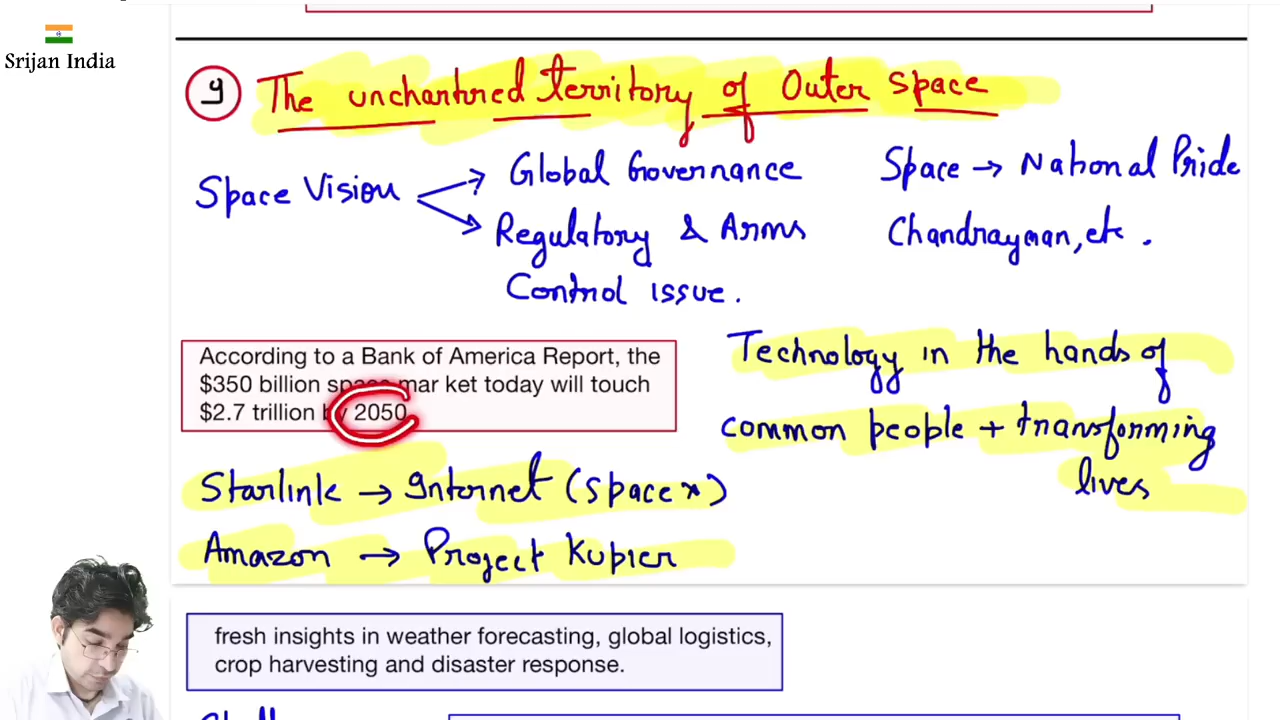 Srijan India
9 The unchartured territory of Outer space
Space Vision → Global Governance
→ Regulatory & Arms
Control issue.
Space → National Pride
Chandrayaan, etc.
According to a Bank of America Report, the
$350 billion space mar ket today will touch
$2.7 trillion by 2050
Technology in the hands of
common people + transforming
lives
Starlink → Internet (spacex)
Amazon → Project Kupier
fresh insights in weather forecasting, global logistics,
crop harvesting and disaster response.